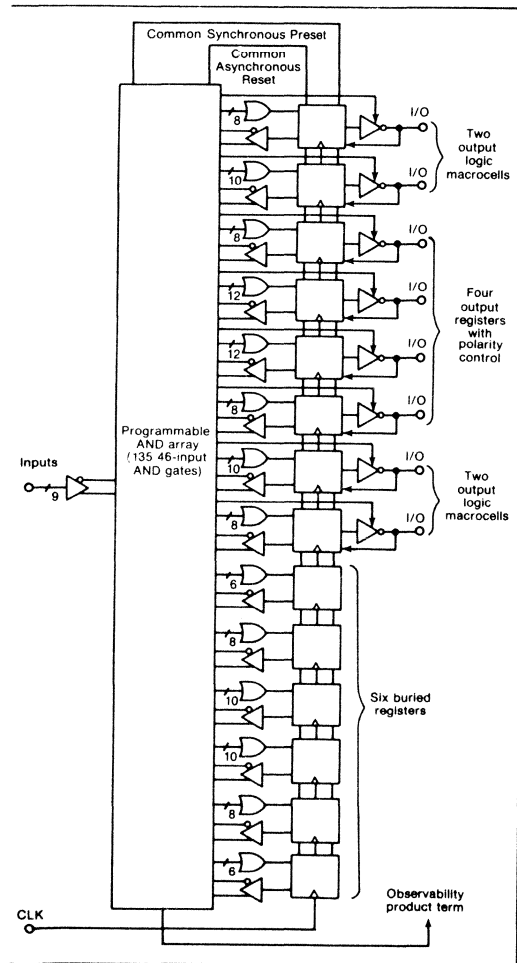 Common Synchronous Preset
Common
Asynchronous
Reset
8
I/O
10
I/O
Two
output
logic
macrocells
8
I/O
12
I/O
12
I/O
8
I/O
Four
output
registers
with
polarity
control
Programmable
AND array
(135 46-input
AND gates)
Inputs
9
10
I/O
8
I/O
Two
output
logic
macrocells
6
8
10
10
8
6
Six buried
registers
CLK
Observability
product term